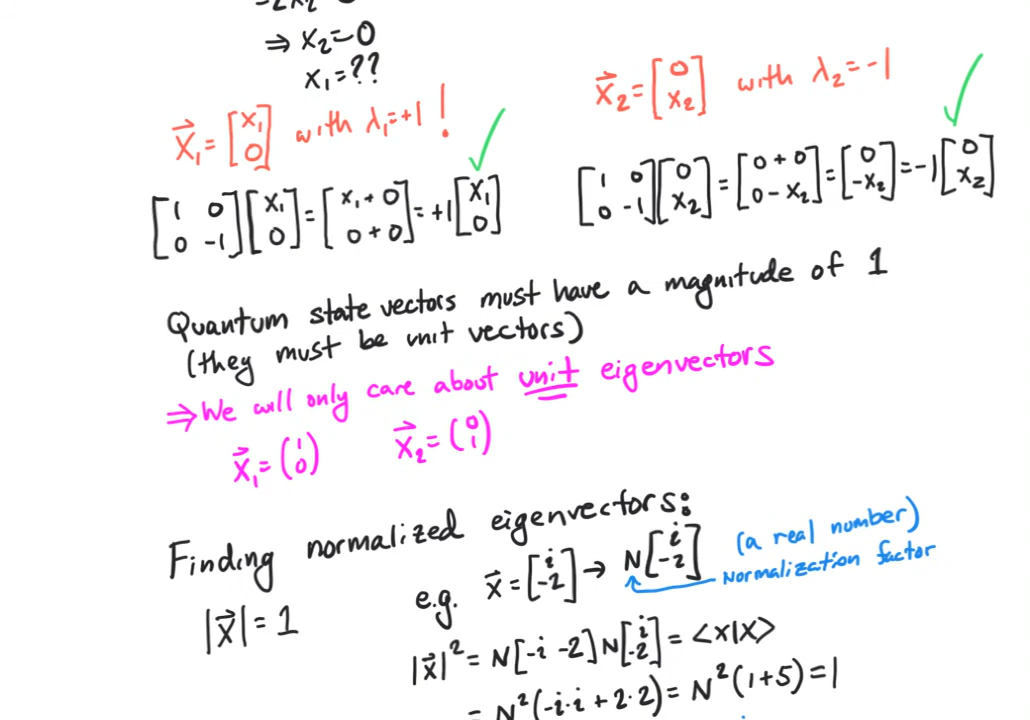 -2x₂
⇒ x₂=0
x₁=??
x⃗₁=[x₁ 0] with λ₁=+1 !
x⃗₂=[0 x₂] with λ₂=-1
[1 0 0 -1][x₁ 0]=[x₁+0 0+0]=+1[x₁ 0]
[1 0 0 -1][0 x₂]=[0+0 0-x₂]=[0 -x₂]=-1[0 x₂]
Quantum state vectors must have a magnitude of 1
(they must be unit vectors)
⇒We will only care about unit eigenvectors
x⃗₁=(1 0) x⃗₂=(0 1)
Finding normalized eigenvectors:
|x⃗|=1
e.g. x⃗=[i -2]→ N[i -2] (a real number)
Normalization factor
|x⃗|²= N[-i -2]N[i -2]=<x|x>
= N²(-i·i+2·2)= N²(1+5)=1